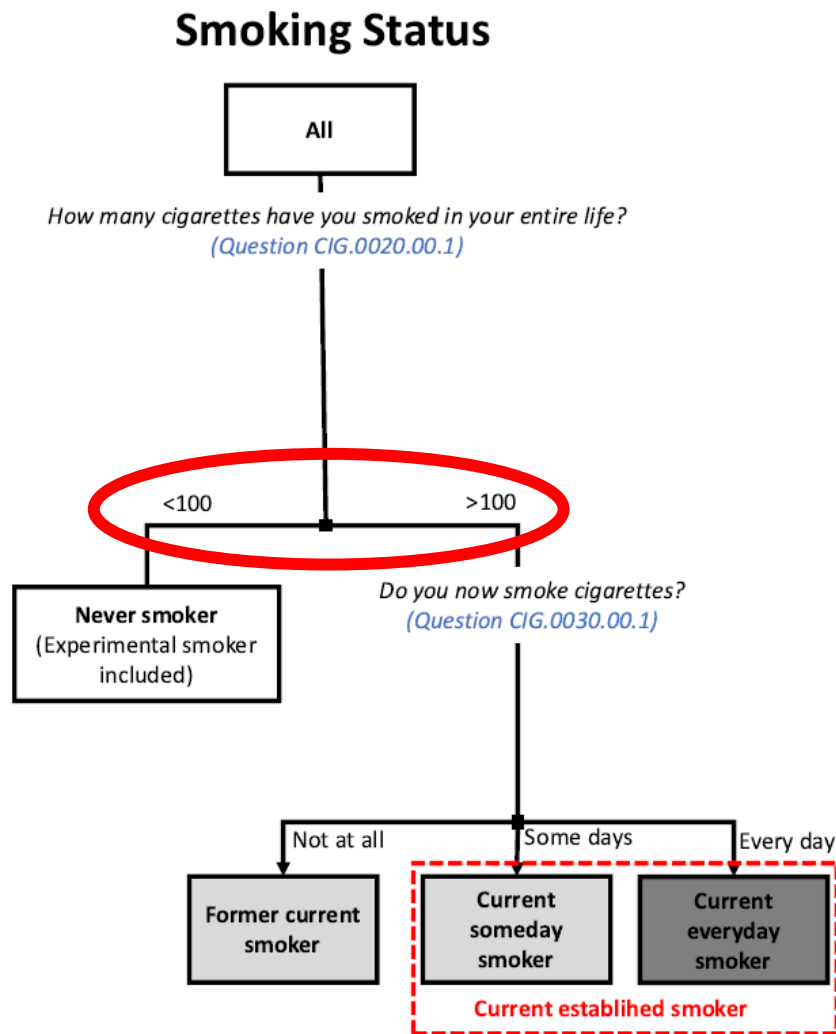 Smoking Status
All
How many cigarettes have you smoked in your entire life?
(Question CIG.0020.00.1)
<100
>100
Do you now smoke cigarettes?
(Question CIG.0030.00.1)
Never smoker
(Experimental smoker
included)
Not at all
Some days
Every day
Former current
smoker
Current
someday
smoker
Current
everyday
smoker
Current establihed smoker